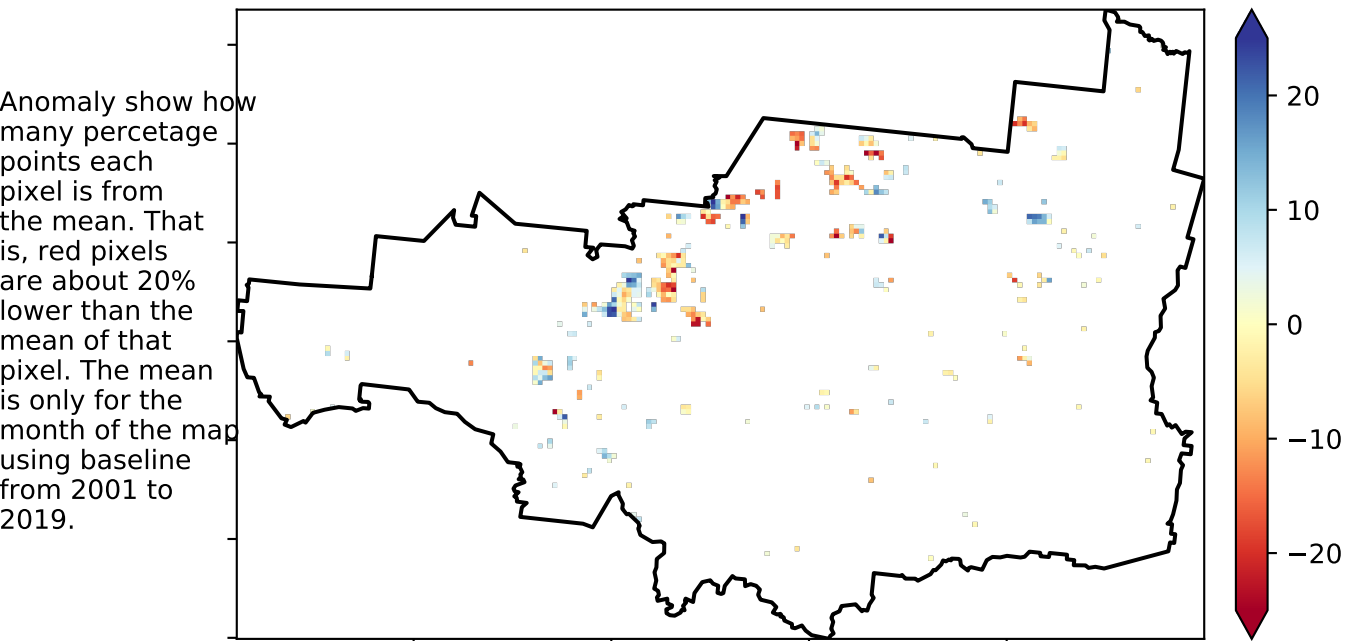 Anomaly show how
many percetage
points each
pixel is from
the mean. That
is, red pixels
are about 20%
lower than the
mean of that
pixel. The mean
is only for the
month of the map
using baseline
from 2001 to
2019.
20
10
0
−10
−20